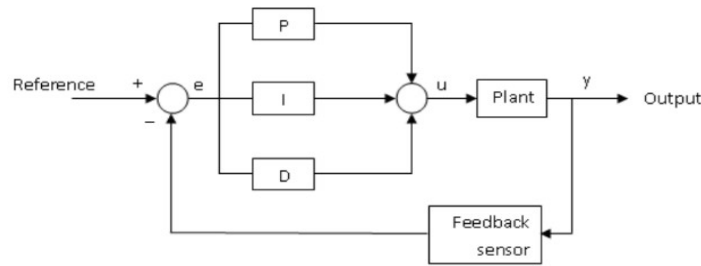 P
Reference
+
e
I
u
Plant
y
Output
−
D
Feedback
sensor